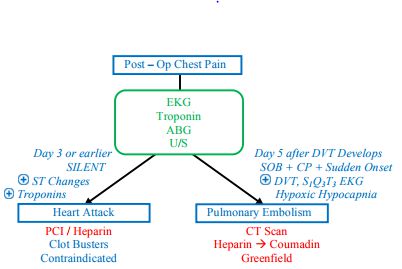 Post – Op Chest Pain
EKG
Troponin
ABG
U/S
Day 3 or earlier
SILENT
⊕ ST Changes
⊕ Troponins
Day 5 after DVT Develops
SOB + CP + Sudden Onset
⊕ DVT, S₁Q₃T₃ EKG
Hypoxic Hypocapnia
Heart Attack
PCI / Heparin
Clot Busters
Contraindicated
Pulmonary Embolism
CT Scan
Heparin → Coumadin
Greenfield